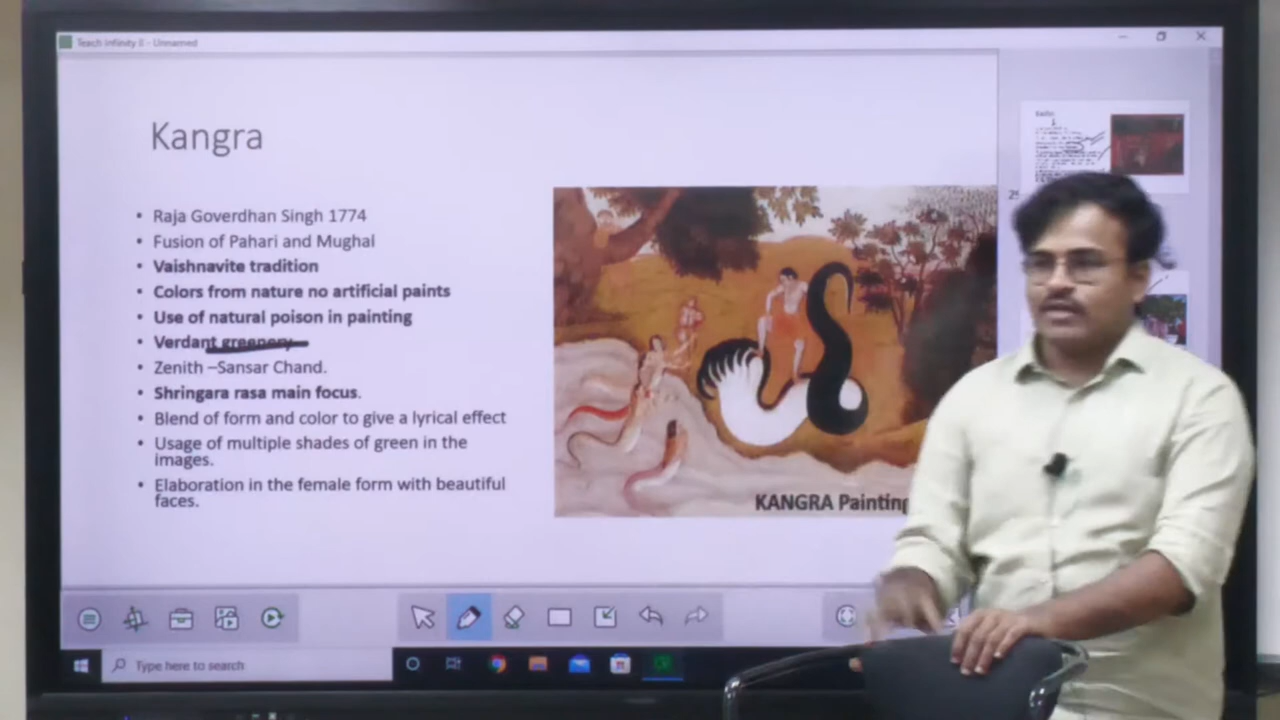 Teach Infinity II - Unnamed
Kangra
• Raja Goverdhan Singh 1774
• Fusion of Pahari and Mughal
• Vaishnavite tradition
• Colors from nature no artificial paints
• Use of natural poison in painting
• Verdant greenery
• Zenith –Sansar Chand.
• Shringara rasa main focus.
• Blend of form and color to give a lyrical effect
• Usage of multiple shades of green in the
images.
• Elaboration in the female form with beautiful
faces.
KANGRA Painting
Type here to search